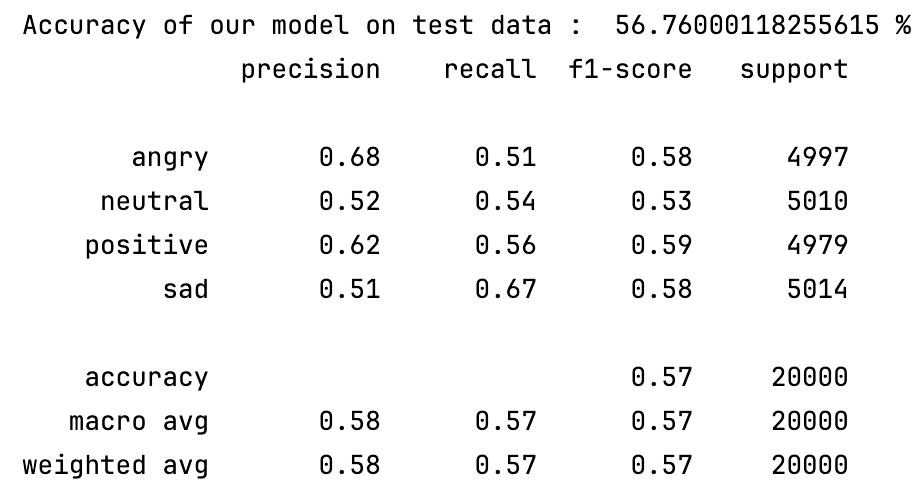 Accuracy of our model on test data :  56.76000118255615 %
              precision    recall  f1-score   support

       angry       0.68      0.51      0.58      4997
     neutral       0.52      0.54      0.53      5010
    positive       0.62      0.56      0.59      4979
         sad       0.51      0.67      0.58      5014

    accuracy                           0.57     20000
   macro avg       0.58      0.57      0.57     20000
weighted avg       0.58      0.57      0.57     20000